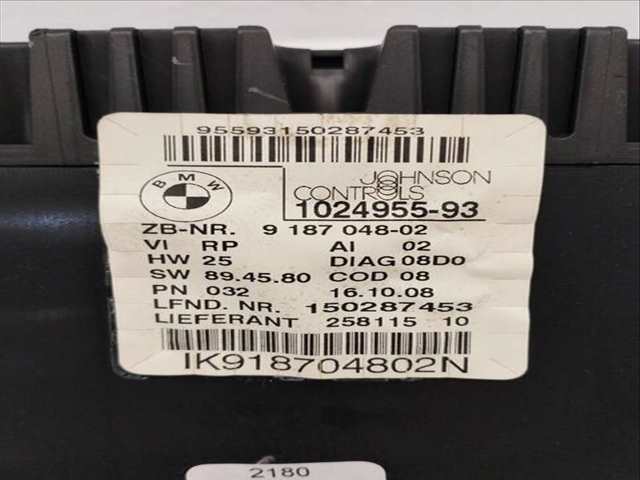 95593150287453
BMW
JOHNSON
CONTROLS
1024955-93
ZB-NR. 9 187 048-02
VI RP AI 02
HW 25 DIAG 08D0
SW 89.45.80 COD 08
PN 032 16.10.08
LFND. NR. 150287453
LIEFERANT 258115 10
IK918704802N
2180